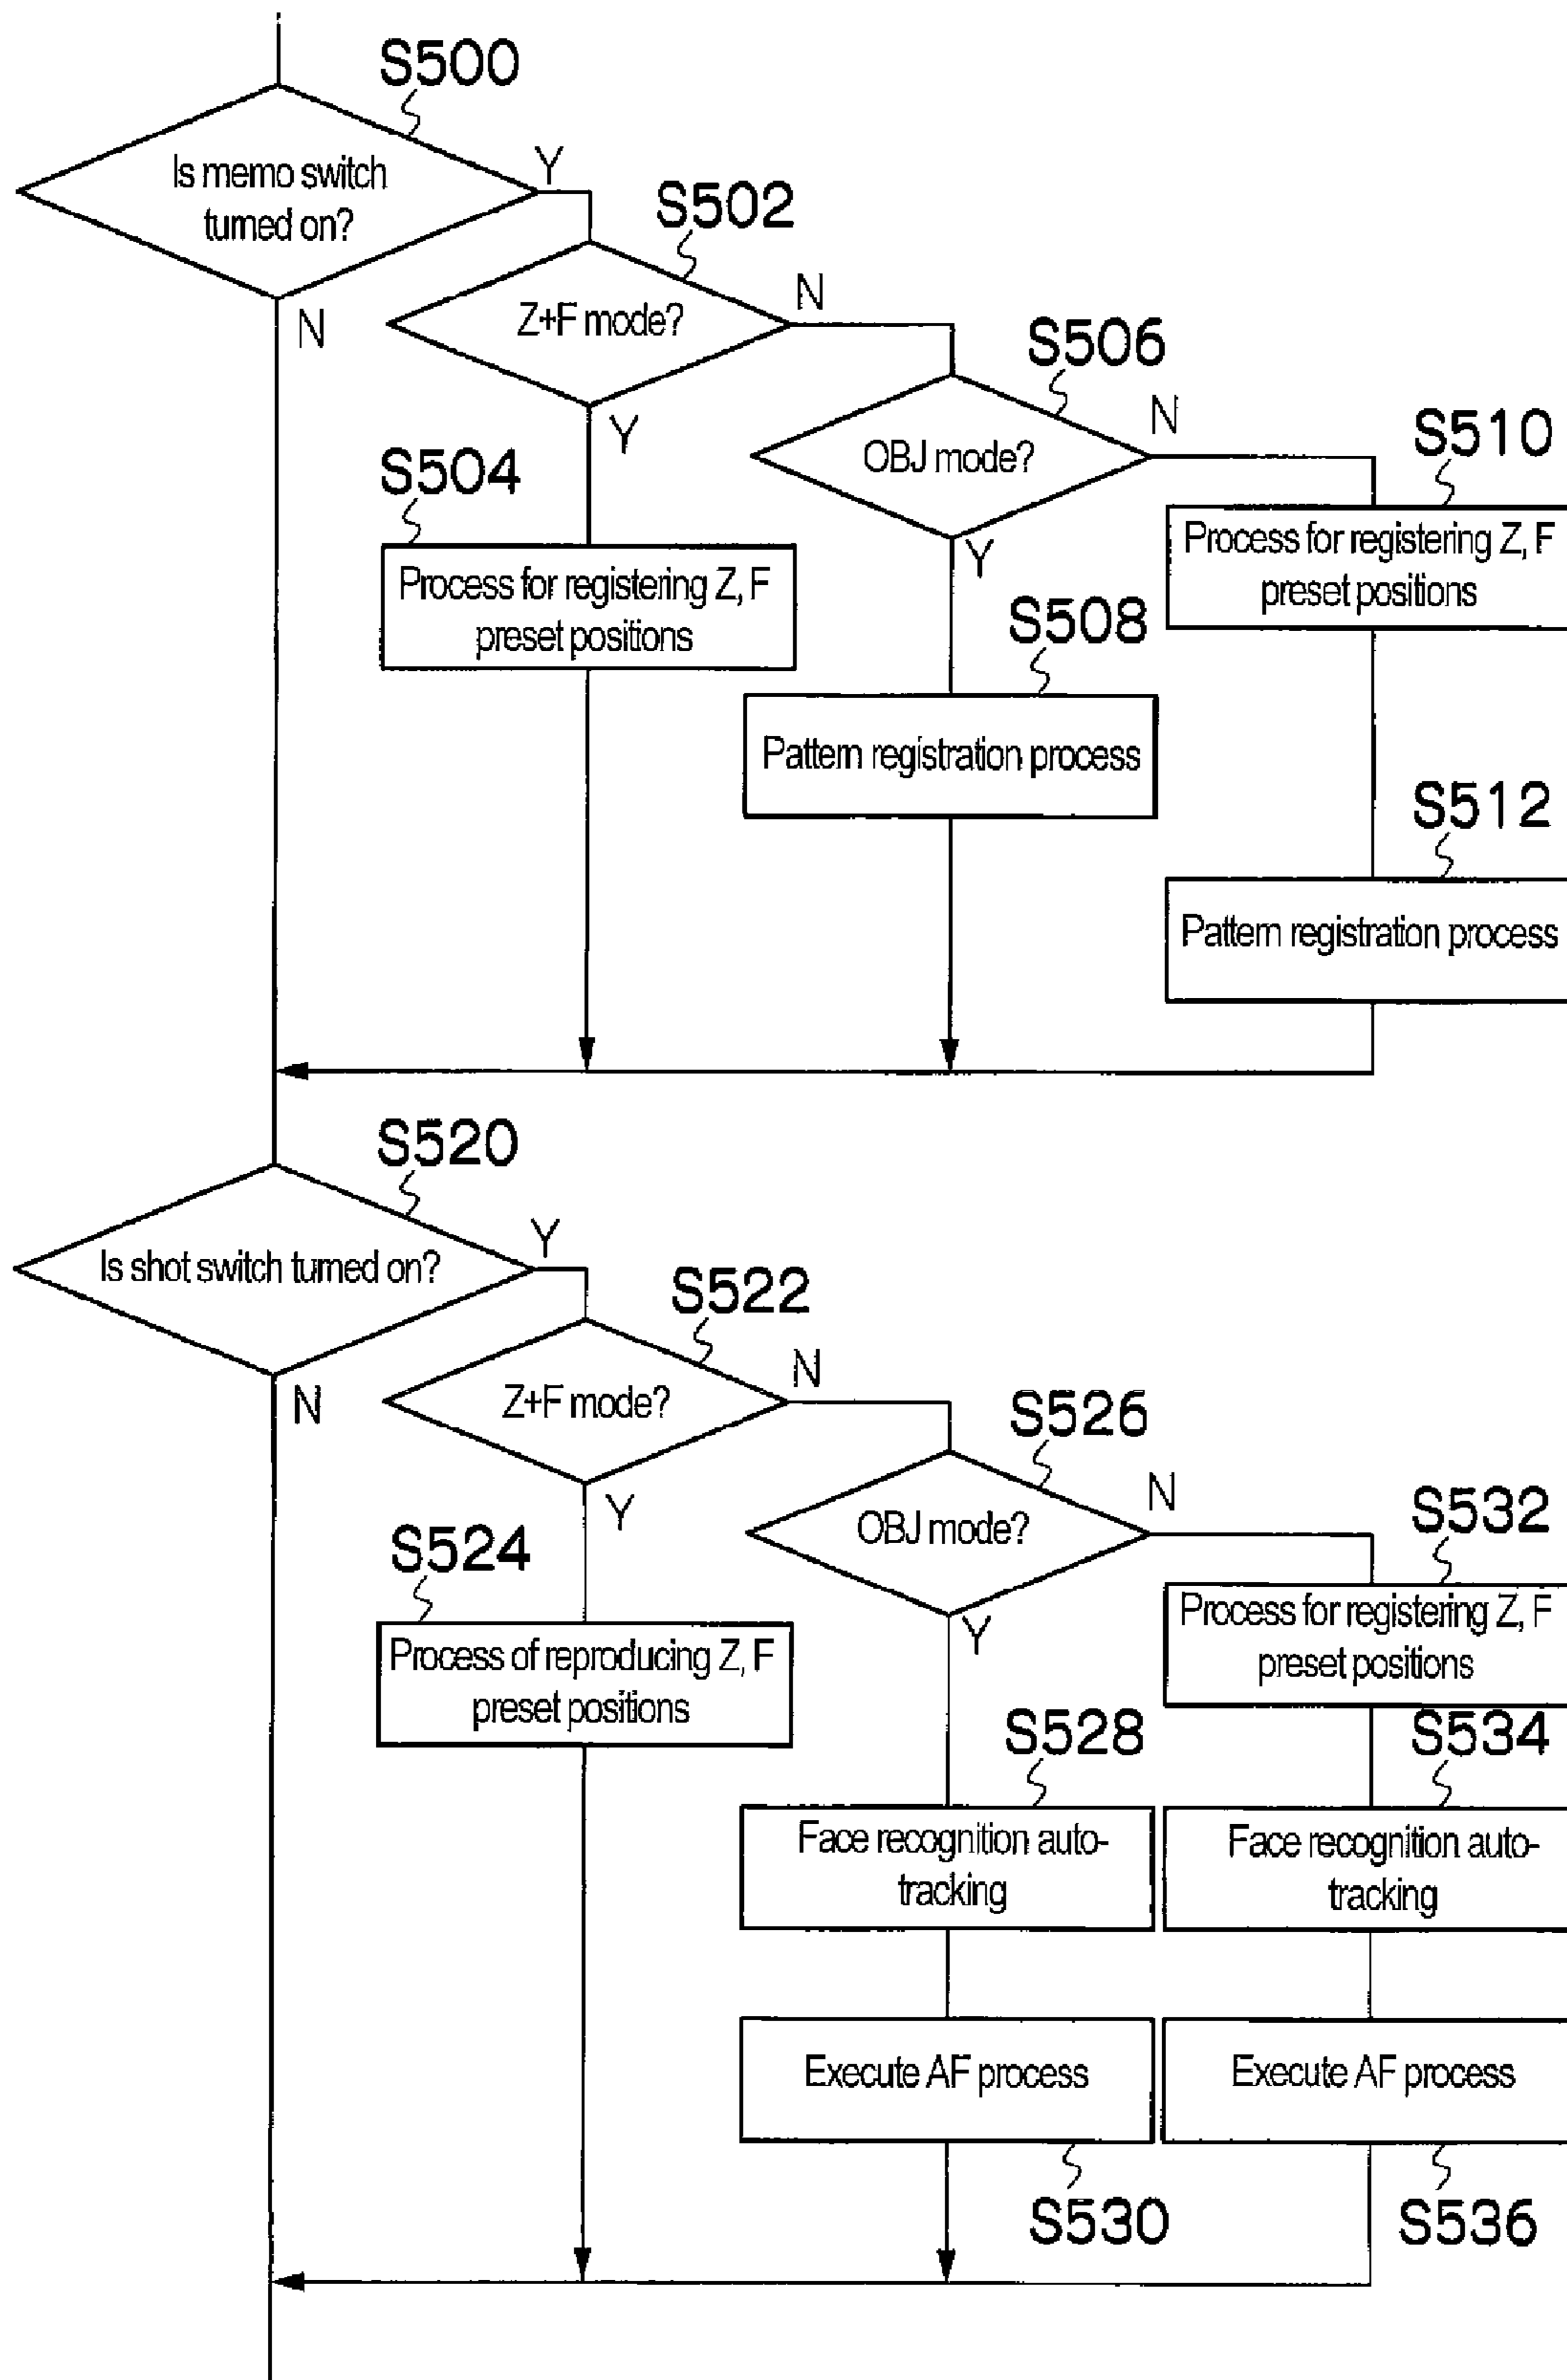 S500
Is memo switch
turned on?
Y
N
S502
Z+F mode?
N
Y
S504
Process for registering Z, F
preset positions
S506
OBJ mode?
N
Y
S508
Pattern registration process
S510
Process for registering Z, F
preset positions
S512
Pattern registration process
S520
Is shot switch turned on?
Y
N
S522
Z+F mode?
N
Y
S524
Process of reproducing Z, F
preset positions
S526
OBJ mode?
N
Y
S528
Face recognition auto-
tracking
Execute AF process
S530
S532
Process for registering Z, F
preset positions
S534
Face recognition auto-
tracking
Execute AF process
S536